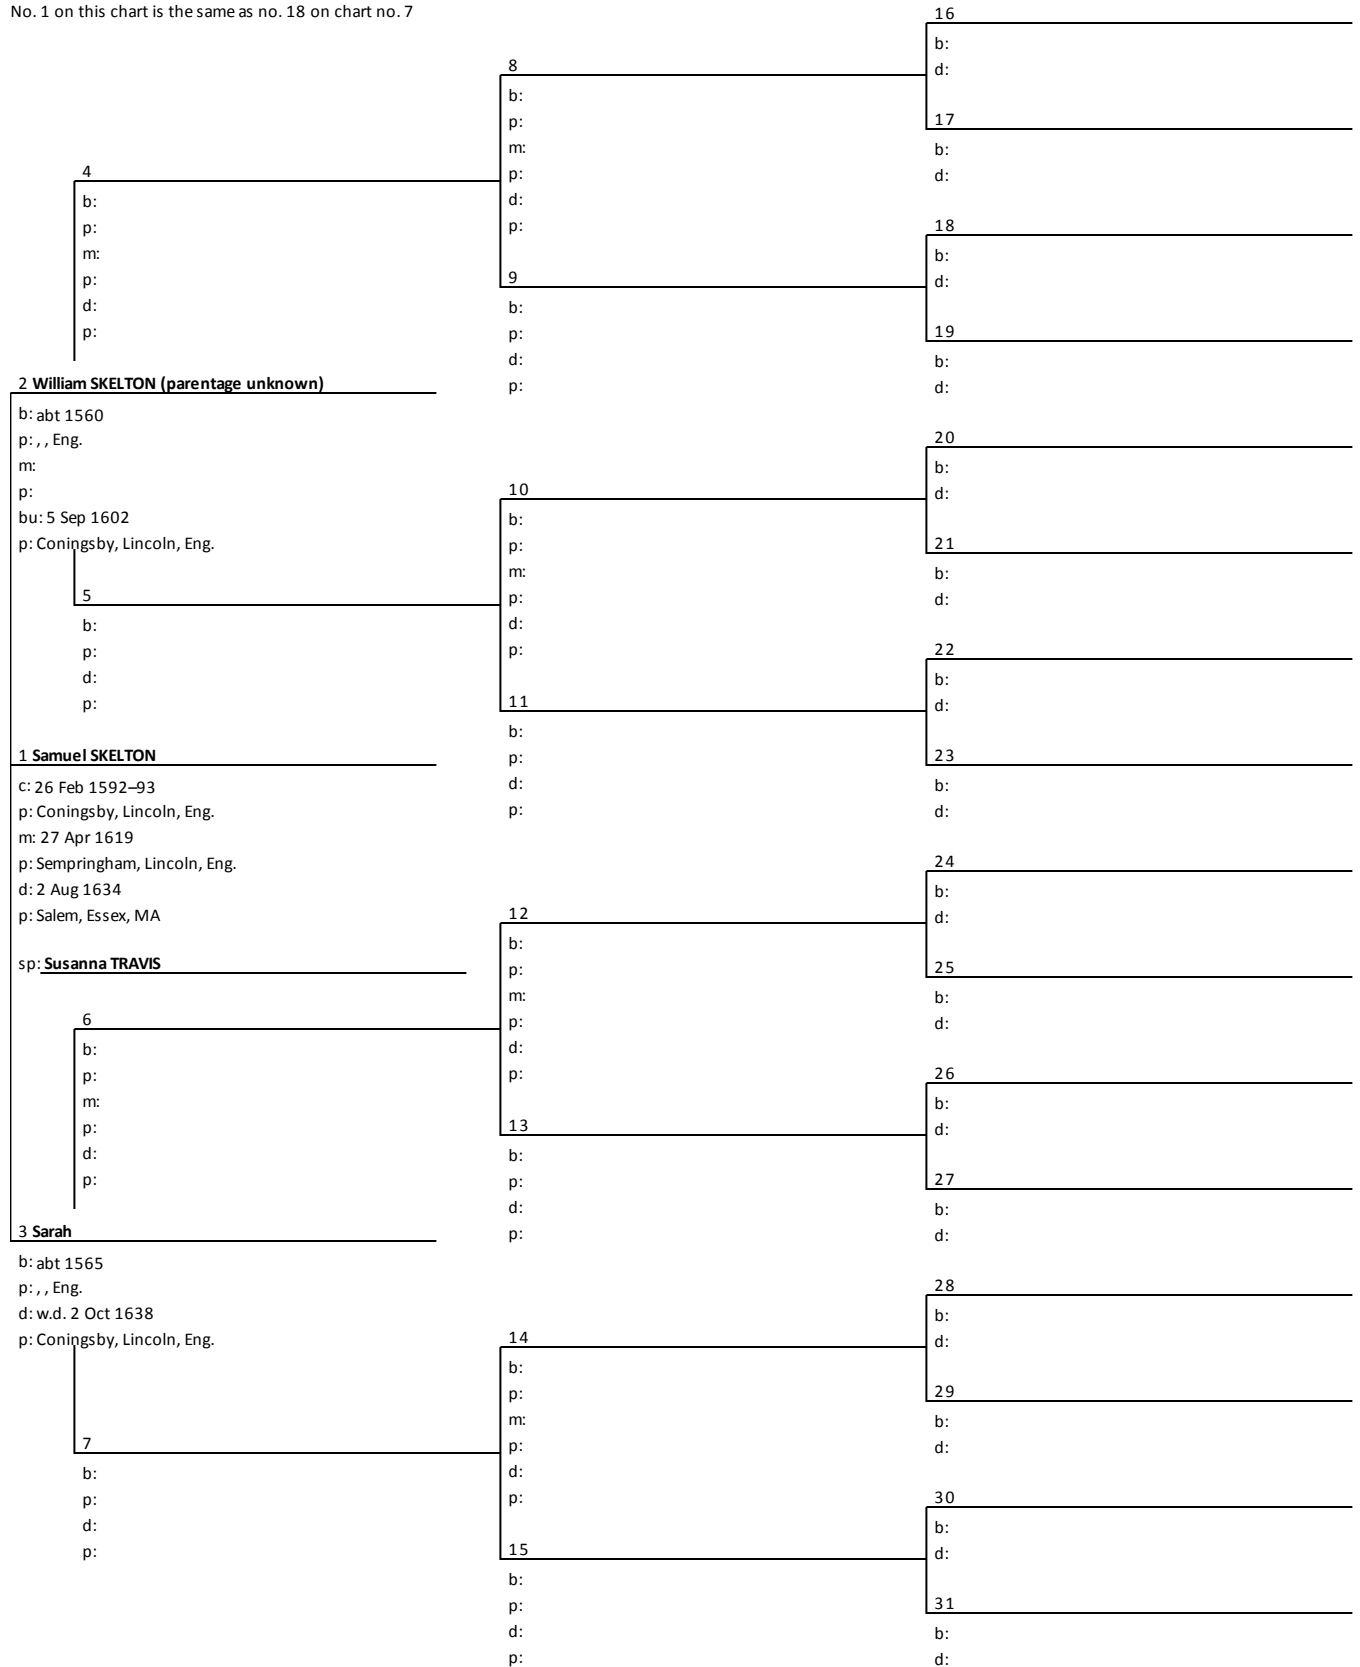 No. 1 on this chart is the same as no. 18 on chart no. 7
4
b:
p:
m:
p:
d:
p:
2 William SKELTON (parentage unknown)
b: abt 1560
p: , , Eng.
m:
p:
bu: 5 Sep 1602
p: Coningsby, Lincoln, Eng.
5
b:
p:
d:
p:
1 Samuel SKELTON
c: 26 Feb 1592–93
p: Coningsby, Lincoln, Eng.
m: 27 Apr 1619
p: Sempringham, Lincoln, Eng.
d: 2 Aug 1634
p: Salem, Essex, MA
sp: Susanna TRAVIS
6
b:
p:
m:
p:
d:
p:
3 Sarah
b: abt 1565
p: , , Eng.
d: w.d. 2 Oct 1638
p: Coningsby, Lincoln, Eng.
7
b:
p:
d:
p:
8
b:
p:
m:
p:
d:
p:
9
b:
p:
d:
p:
10
b:
p:
m:
p:
d:
p:
11
b:
p:
d:
p:
12
b:
p:
m:
p:
d:
p:
13
b:
p:
d:
p:
14
b:
p:
m:
p:
d:
p:
15
b:
p:
d:
p:
16
b:
d:
17
b:
d:
18
b:
d:
19
b:
d:
20
b:
d:
21
b:
d:
22
b:
d:
23
b:
d:
24
b:
d:
25
b:
d:
26
b:
d:
27
b:
d:
28
b:
d:
29
b:
d:
30
b:
d:
31
b:
d: